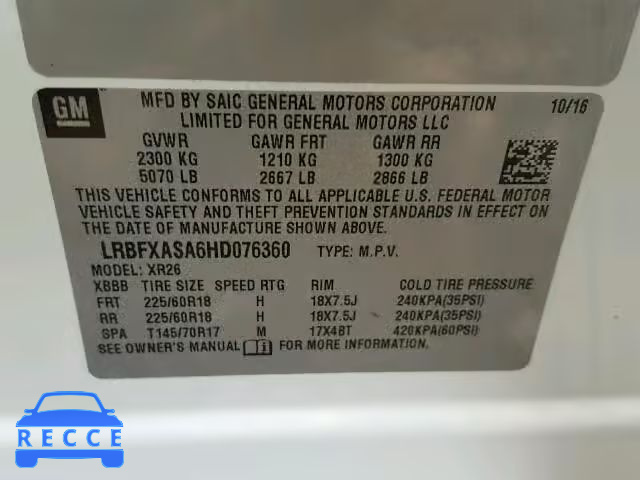 GM
MFD BY SAIC GENERAL MOTORS CORPORATION 10/16
LIMITED FOR GENERAL MOTORS LLC
GVWR GAWR FRT GAWR RR
2300 KG 1210 KG 1300 KG
5070 LB 2667 LB 2866 LB
THIS VEHICLE CONFORMS TO ALL APPLICABLE U.S. FEDERAL MOTOR
VEHICLE SAFETY AND THEFT PREVENTION STANDARDS IN EFFECT ON
THE DATE OF MANUFACTURE SHOWN ABOVE.
LRBFXASA6HD076360 TYPE: M.P.V.
MODEL: XR26
XBBB TIRE SIZE SPEED RTG RIM COLD TIRE PRESSURE
FRT 225/60R18 H 18X7.5J 240KPA(35PSI)
RR 225/60R18 H 18X7.5J 240KPA(35PSI)
SPA T145/70R17 M 17X4BT 420KPA(60PSI)
SEE OWNER'S MANUAL FOR MORE INFORMATION.
RECCE